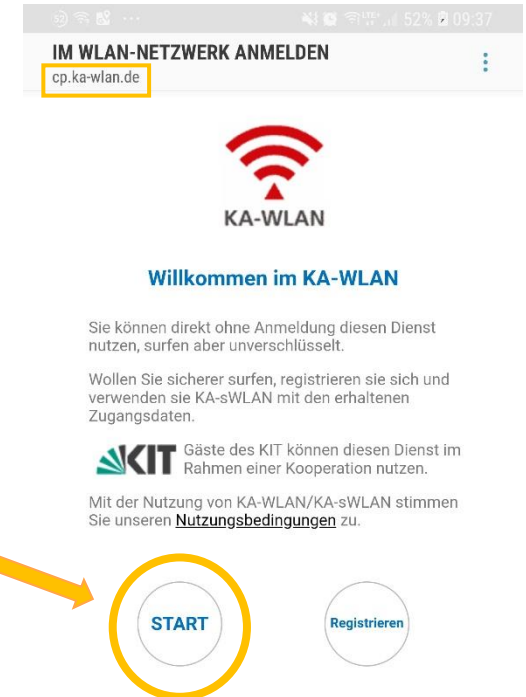 52% 09:37
IM WLAN-NETZWERK ANMELDEN
cp.ka-wlan.de
KA-WLAN
Willkommen im KA-WLAN
Sie können direkt ohne Anmeldung diesen Dienst
nutzen, surfen aber unverschlüsselt.
Wollen Sie sicherer surfen, registrieren sie sich und
verwenden sie KA-sWLAN mit den erhaltenen
Zugangsdaten.
KIT Gäste des KIT können diesen Dienst im
Rahmen einer Kooperation nutzen.
Mit der Nutzung von KA-WLAN/KA-sWLAN stimmen
Sie unseren Nutzungsbedingungen zu.
START Registrieren